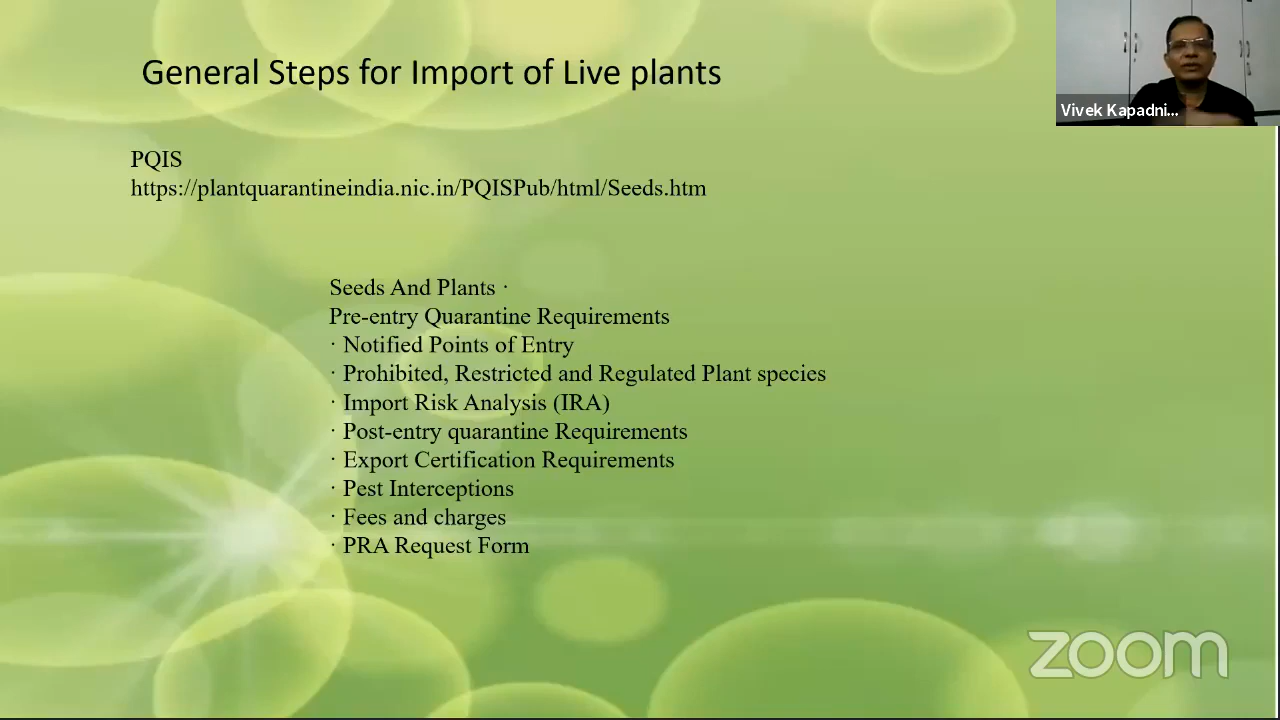 General Steps for Import of Live plants
Vivek Kapadni...
PQIS
https://plantquarantineindia.nic.in/PQISPub/html/Seeds.htm
Seeds And Plants ·
Pre-entry Quarantine Requirements
· Notified Points of Entry
· Prohibited, Restricted and Regulated Plant species
· Import Risk Analysis (IRA)
· Post-entry quarantine Requirements
· Export Certification Requirements
· Pest Interceptions
· Fees and charges
· PRA Request Form
zoom